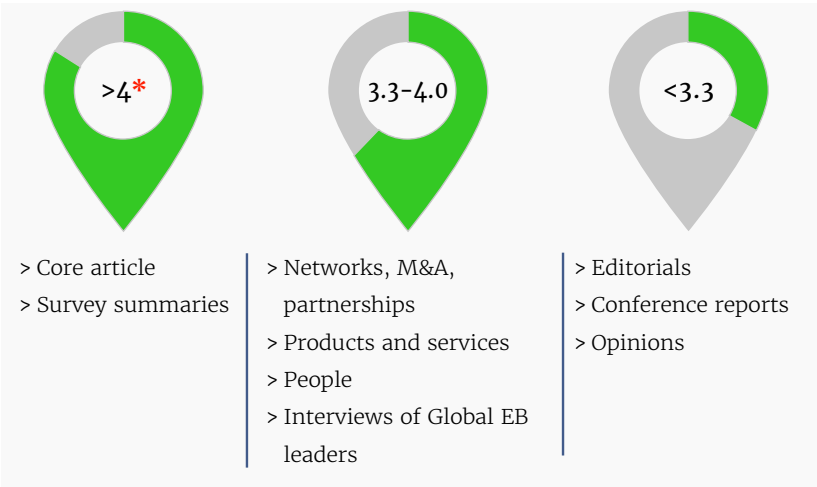 >4*
3.3-4.0
<3.3
> Core article
> Survey summaries
> Networks, M&A,
partnerships
> Products and services
> People
> Interviews of Global EB
leaders
> Editorials
> Conference reports
> Opinions